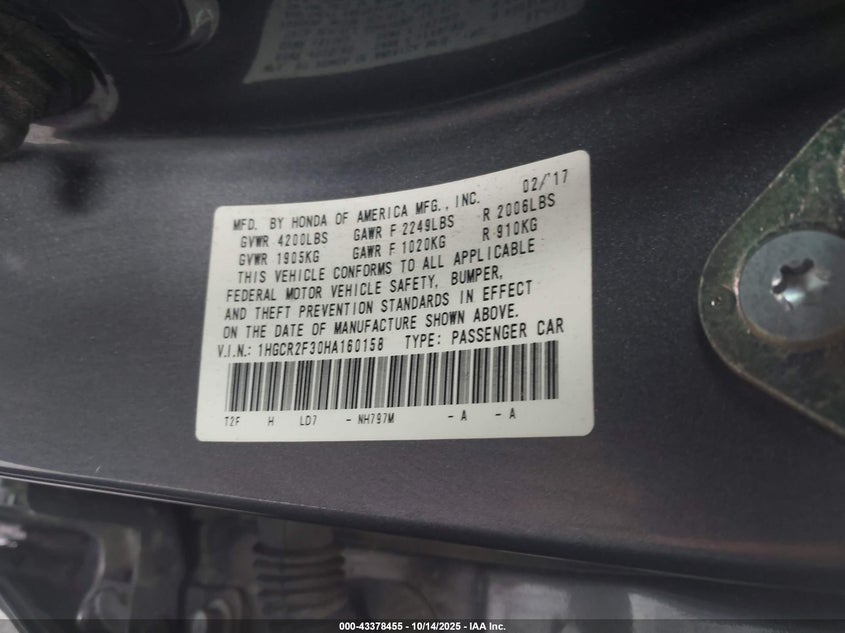 MFD. BY HONDA OF AMERICA MFG., INC. 02/'17
GVWR 4200LBS GAWR F 2249LBS R 2006LBS
GVWR 1905KG GAWR F 1020KG R 910KG
THIS VEHICLE CONFORMS TO ALL APPLICABLE
FEDERAL MOTOR VEHICLE SAFETY, BUMPER,
AND THEFT PREVENTION STANDARDS IN EFFECT
ON THE DATE OF MANUFACTURE SHOWN ABOVE.
V.I.N.: 1HGCR2F30HA160158 TYPE: PASSENGER CAR
T2F H LD7 - NH797M - A - A
000-43378455 - 10/14/2025 - IAA Inc.